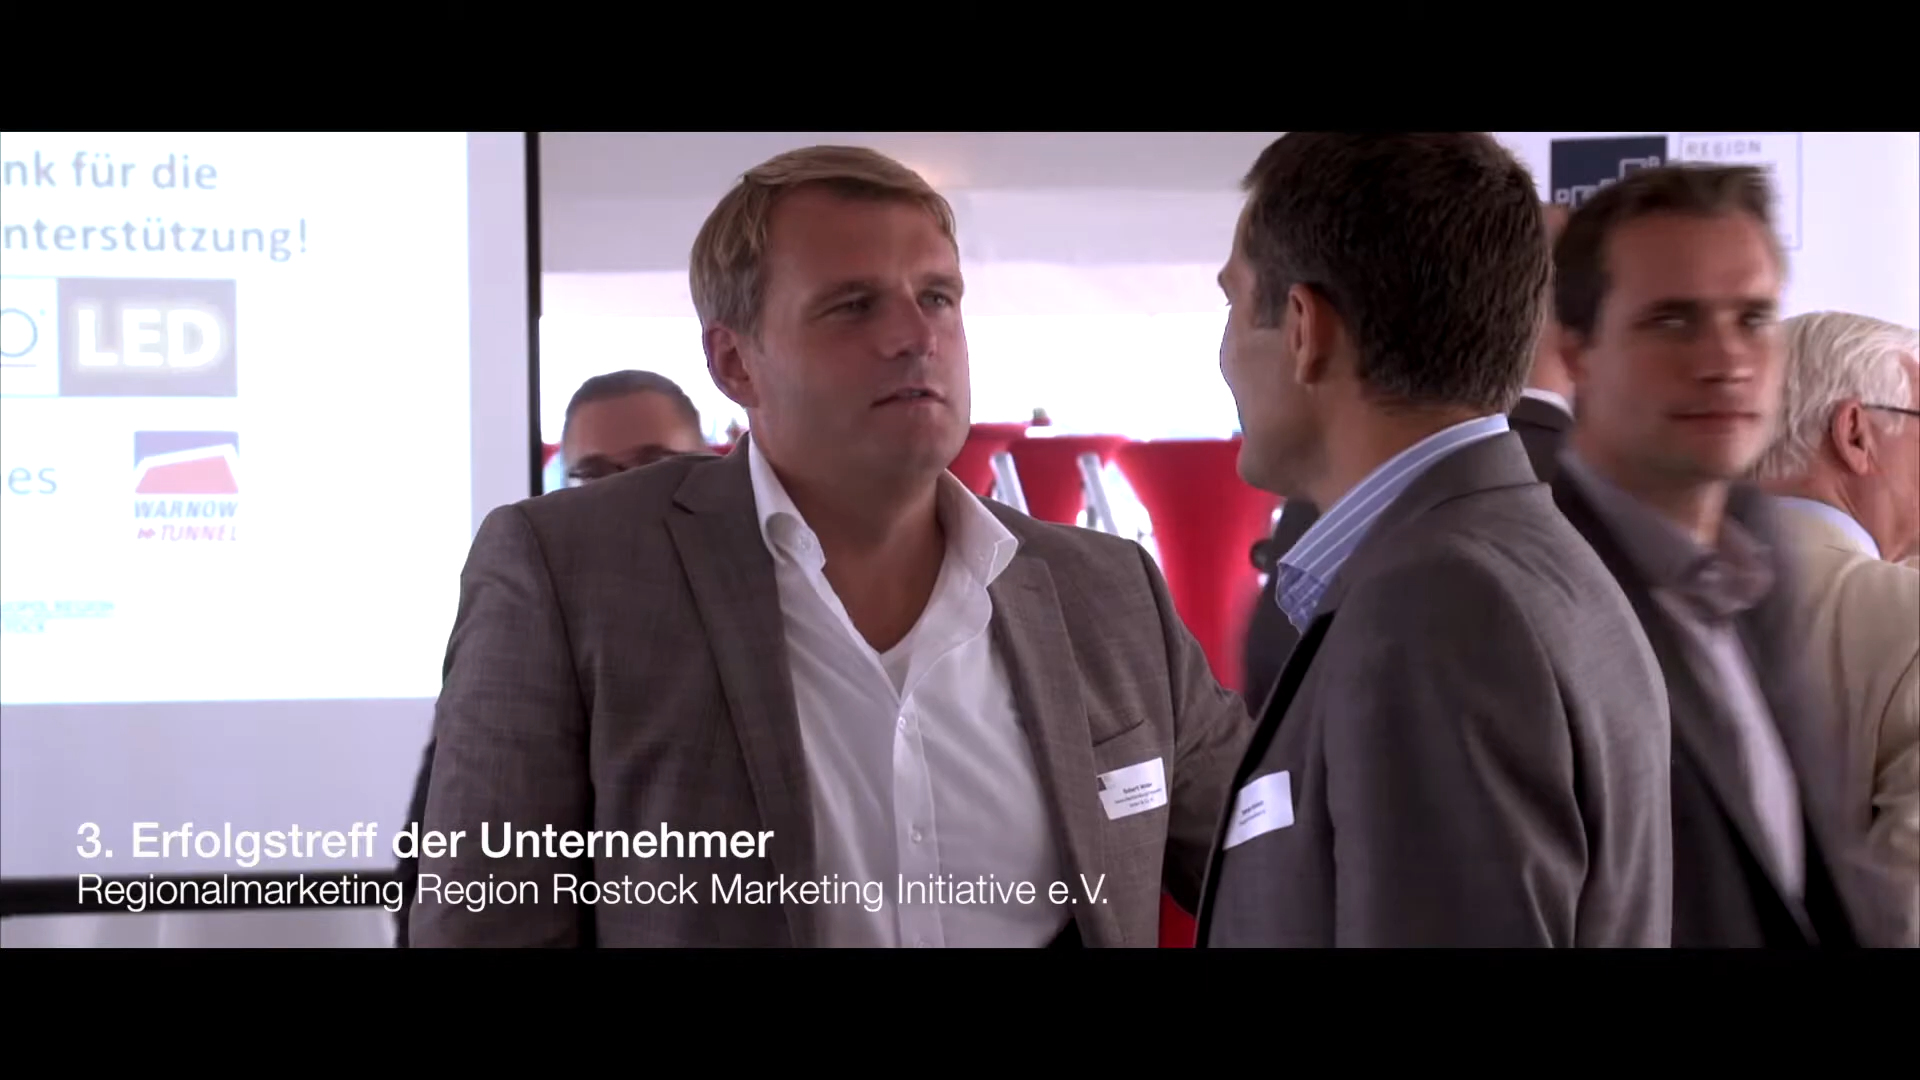 nk für die
nterstützung!
LED
es
WARNOW
TUNNEL
REGION
3. Erfolgstreff der Unternehmer
Regionalmarketing Region Rostock Marketing Initiative e.V.